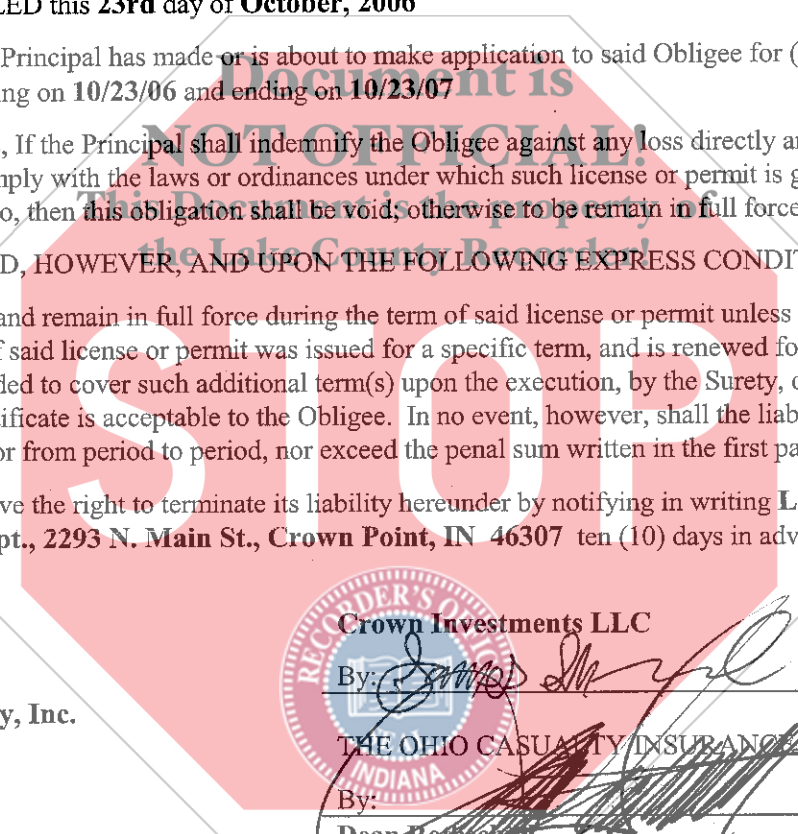 LED this 23rd day of October, 2006
Principal has made or is about to make application to said Obligee for (
ng on 10/23/06 and ending on 10/23/07
Document is
NOT OFFICIAL!
This Document is the property of
the Lake County Recorder!
, If the Principal shall indemnify the Obligee against any loss directly a
mply with the laws or ordinances under which such license or permit is g
o, then this obligation shall be void; otherwise to be remain in full force
D, HOWEVER, AND UPON THE FOLLOWING EXPRESS CONDIT
and remain in full force during the term of said license or permit unless
f said license or permit was issued for a specific term, and is renewed fo
ded to cover such additional term(s) upon the execution, by the Surety, o
ificate is acceptable to the Obligee. In no event, however, shall the liab
or from period to period, nor exceed the penal sum written in the first pa
STOP
ve the right to terminate its liability hereunder by notifying in writing L
pt., 2293 N. Main St., Crown Point, IN 46307 ten (10) days in adv
RECORDER'S OFFICE
SEAL
INDIANA
Crown Investments LLC
By:
y, Inc.
THE OHIO CASUALTY INSURANCE
By: